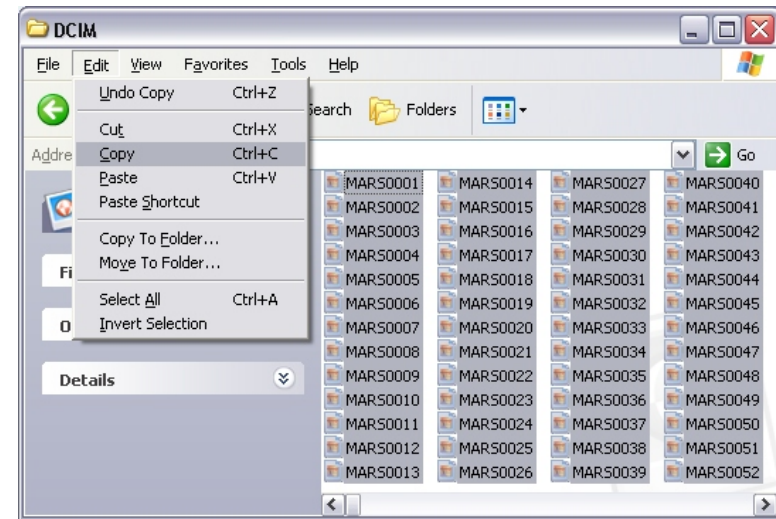 DCIM
File Edit View Favorites Tools Help
Undo Copy Ctrl+Z
Search Folders
Cut Ctrl+X
Addre Go
Copy Ctrl+C
Paste Ctrl+V
Paste Shortcut
Copy To Folder...
Move To Folder...
Select All Ctrl+A
Invert Selection
Fi
O
Details
MARS0001 MARS0014 MARS0027 MARS0040
MARS0002 MARS0015 MARS0028 MARS0041
MARS0003 MARS0016 MARS0029 MARS0042
MARS0004 MARS0017 MARS0030 MARS0043
MARS0005 MARS0018 MARS0031 MARS0044
MARS0006 MARS0019 MARS0032 MARS0045
MARS0007 MARS0020 MARS0033 MARS0046
MARS0008 MARS0021 MARS0034 MARS0047
MARS0009 MARS0022 MARS0035 MARS0048
MARS0010 MARS0023 MARS0036 MARS0049
MARS0011 MARS0024 MARS0037 MARS0050
MARS0012 MARS0025 MARS0038 MARS0051
MARS0013 MARS0026 MARS0039 MARS0052